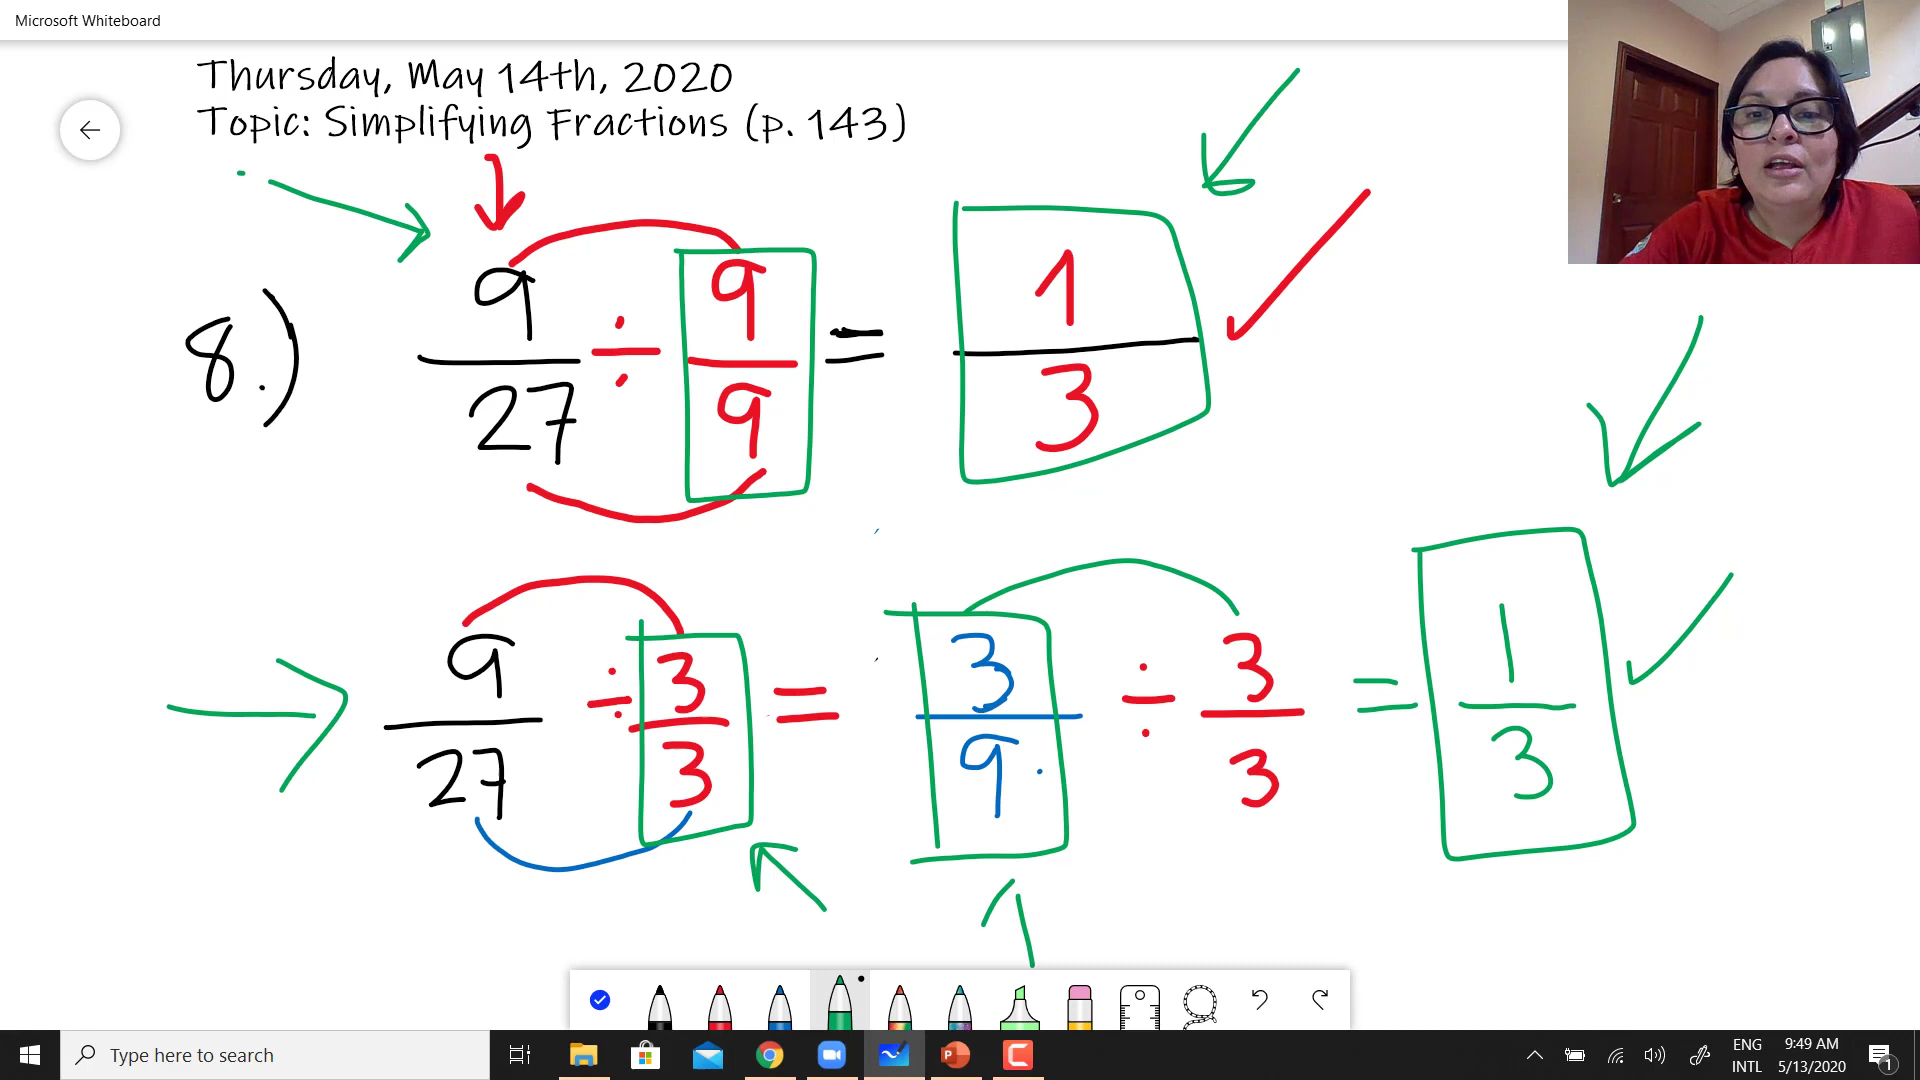 Microsoft Whiteboard
Thursday, May 14th, 2020
Topic: Simplifying Fractions (p. 143)
8.) 9/27 ÷ 9/9 = 1/3
9/27 ÷ 3/3 = 3/9 ÷ 3/3 = 1/3
Type here to search
ENG
INTL
9:49 AM
5/13/2020
1